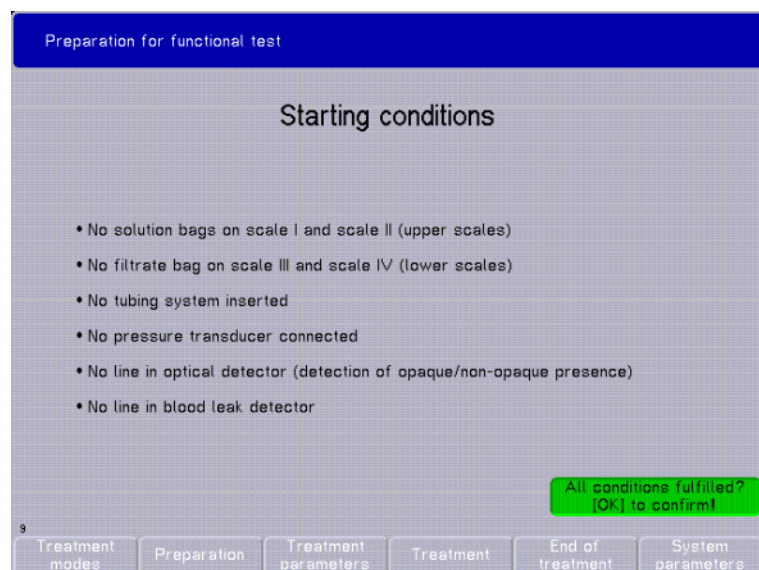 Preparation for functional test
Starting conditions
• No solution bags on scale I and scale II (upper scales)
• No filtrate bag on scale III and scale IV (lower scales)
• No tubing system inserted
• No pressure transducer connected
• No line in optical detector (detection of opaque/non-opaque presence)
• No line in blood leak detector
All conditions fulfilled?
[OK] to confirm!
9
Treatment modes
Preparation
Treatment parameters
Treatment
End of treatment
System parameters